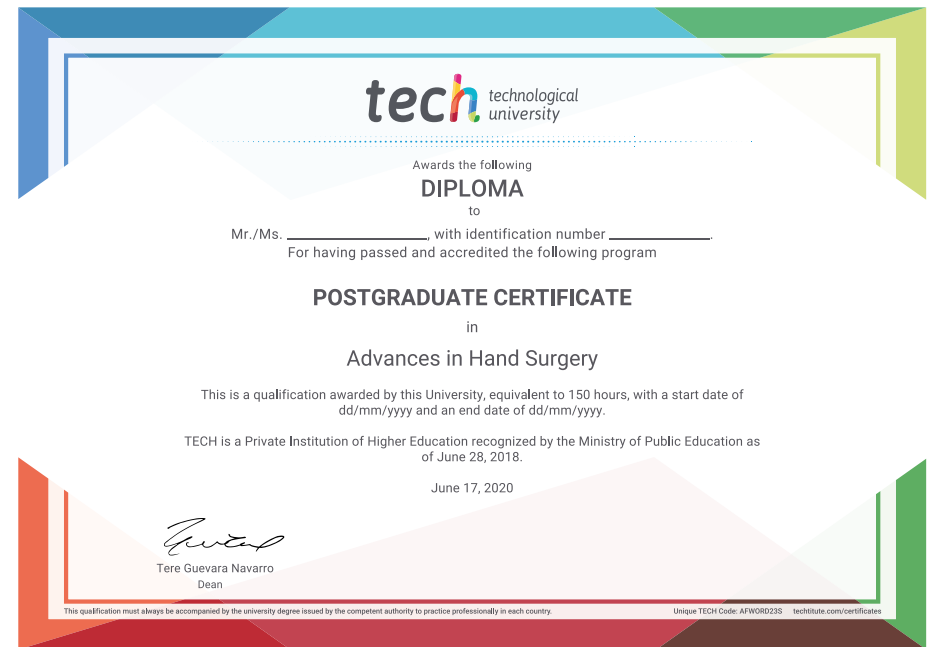 tech technological
university
Awards the following
DIPLOMA
to
Mr./Ms. ____________________, with identification number ______________.
For having passed and accredited the following program
POSTGRADUATE CERTIFICATE
in
Advances in Hand Surgery
This is a qualification awarded by this University, equivalent to 150 hours, with a start date of
dd/mm/yyyy and an end date of dd/mm/yyyy.
TECH is a Private Institution of Higher Education recognized by the Ministry of Public Education as
of June 28, 2018.
June 17, 2020
Tere Guevara Navarro
Dean
This qualification must always be accompanied by the university degree issued by the competent authority to practice professionally in each country. Unique TECH Code: AFWORD23S techtitute.com/certificates